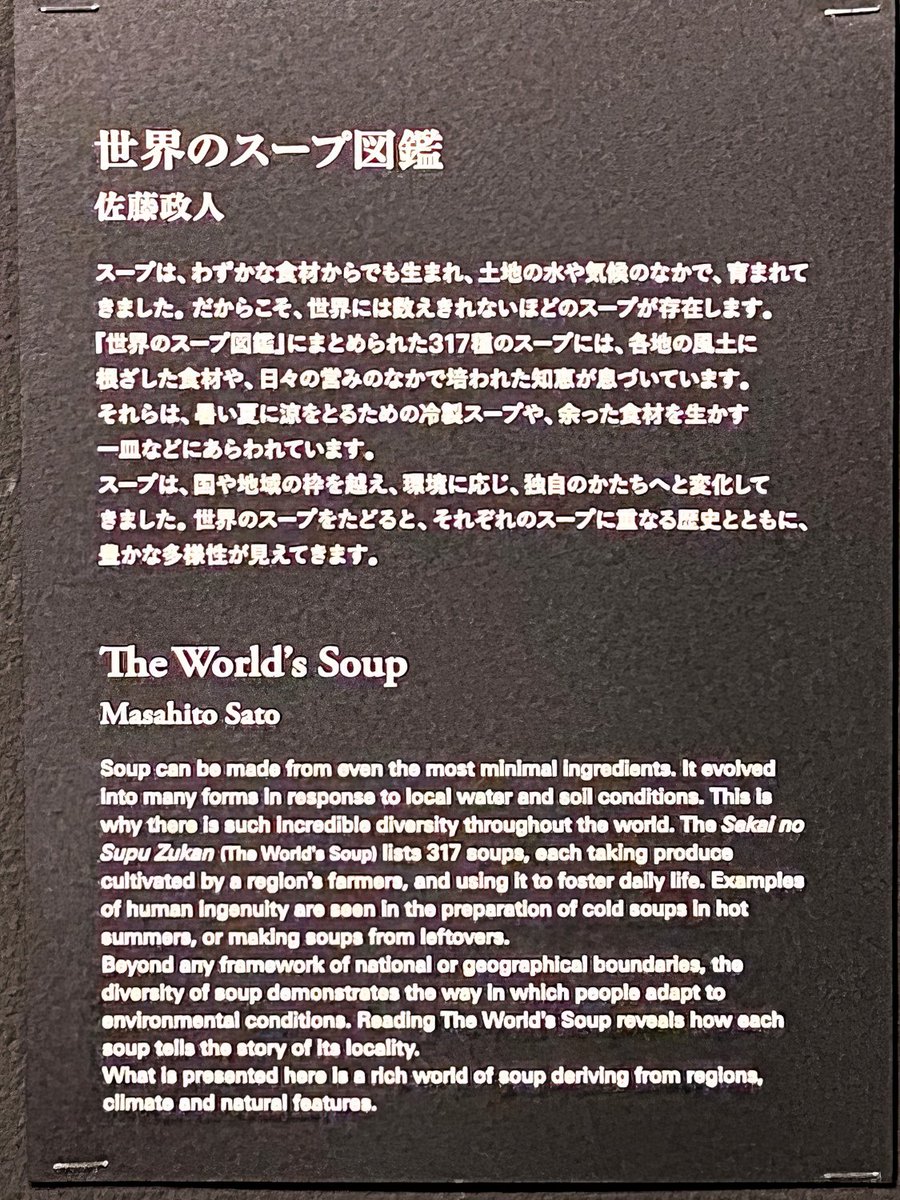 世界のスープ図鑑
佐藤政人
スープは、わずかな食材からでも生まれ、土地の水や気候のなかで、育まれて
きました。だからこそ、世界には数えきれないほどのスープが存在します。
『世界のスープ図鑑』にまとめられた317種のスープには、各地の風土に
根ざした食材や、日々の営みのなかで培われた知恵が息づいています。
それらは、暑い夏に涼をとるための冷製スープや、余った食材を生かす
一皿などにあらわれています。
スープは、国や地域の枠を越え、環境に応じ、独自のかたちへと変化して
きました。世界のスープをたどると、それぞれのスープに重なる歴史とともに、
豊かな多様性が見えてきます。
The World's Soup
Masahito Sato
Soup can be made from even the most minimal ingredients. It evolved
into many forms in response to local water and soil conditions. This is
why there is such incredible diversity throughout the world. The Sekai no
Supu Zukan (The World's Soup) lists 317 soups, each taking produce
cultivated by a region's farmers, and using it to foster daily life. Examples
of human ingenuity are seen in the preparation of cold soups in hot
summers, or making soups from leftovers.
Beyond any framework of national or geographical boundaries, the
diversity of soup demonstrates the way in which people adapt to
environmental conditions. Reading The World's Soup reveals how each
soup tells the story of its locality.
What is presented here is a rich world of soup deriving from regions,
climate and natural features.